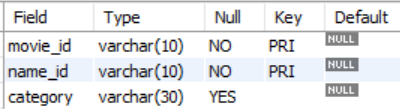 Field Type Null Key Default
movie_id varchar(10) NO PRI NULL
name_id varchar(10) NO PRI NULL
category varchar(30) YES NULL